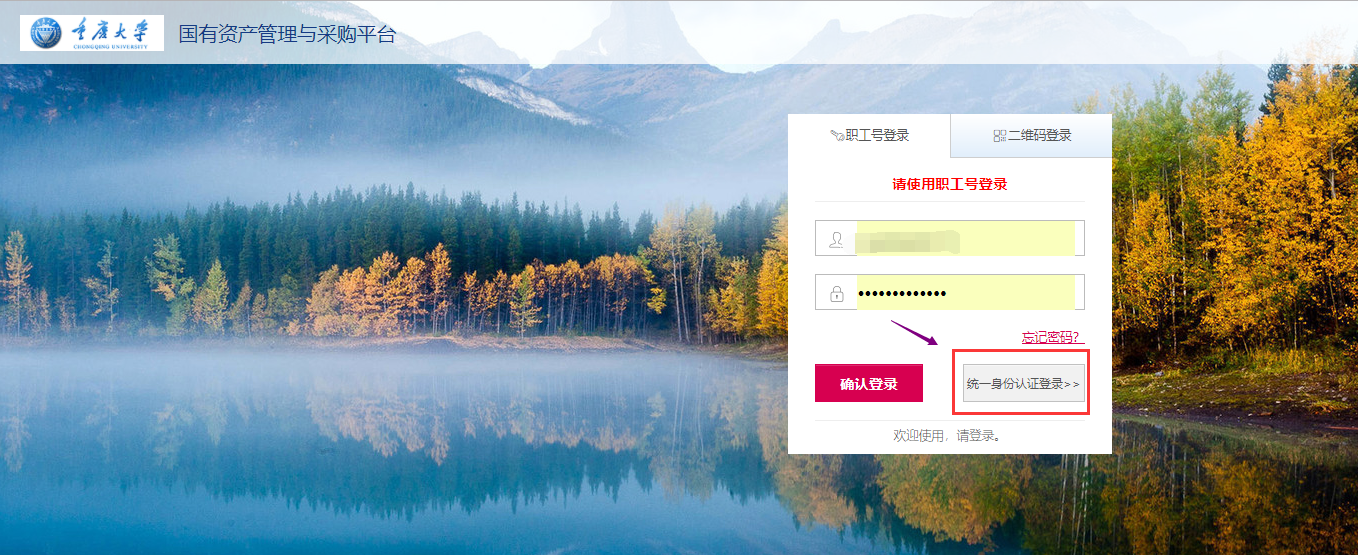 重庆大学
CHONGQING UNIVERSITY
国有资产管理与采购平台
职工号登录
二维码登录
请使用职工号登录
忘记密码?
确认登录
统一身份认证登录>>
欢迎使用，请登录。